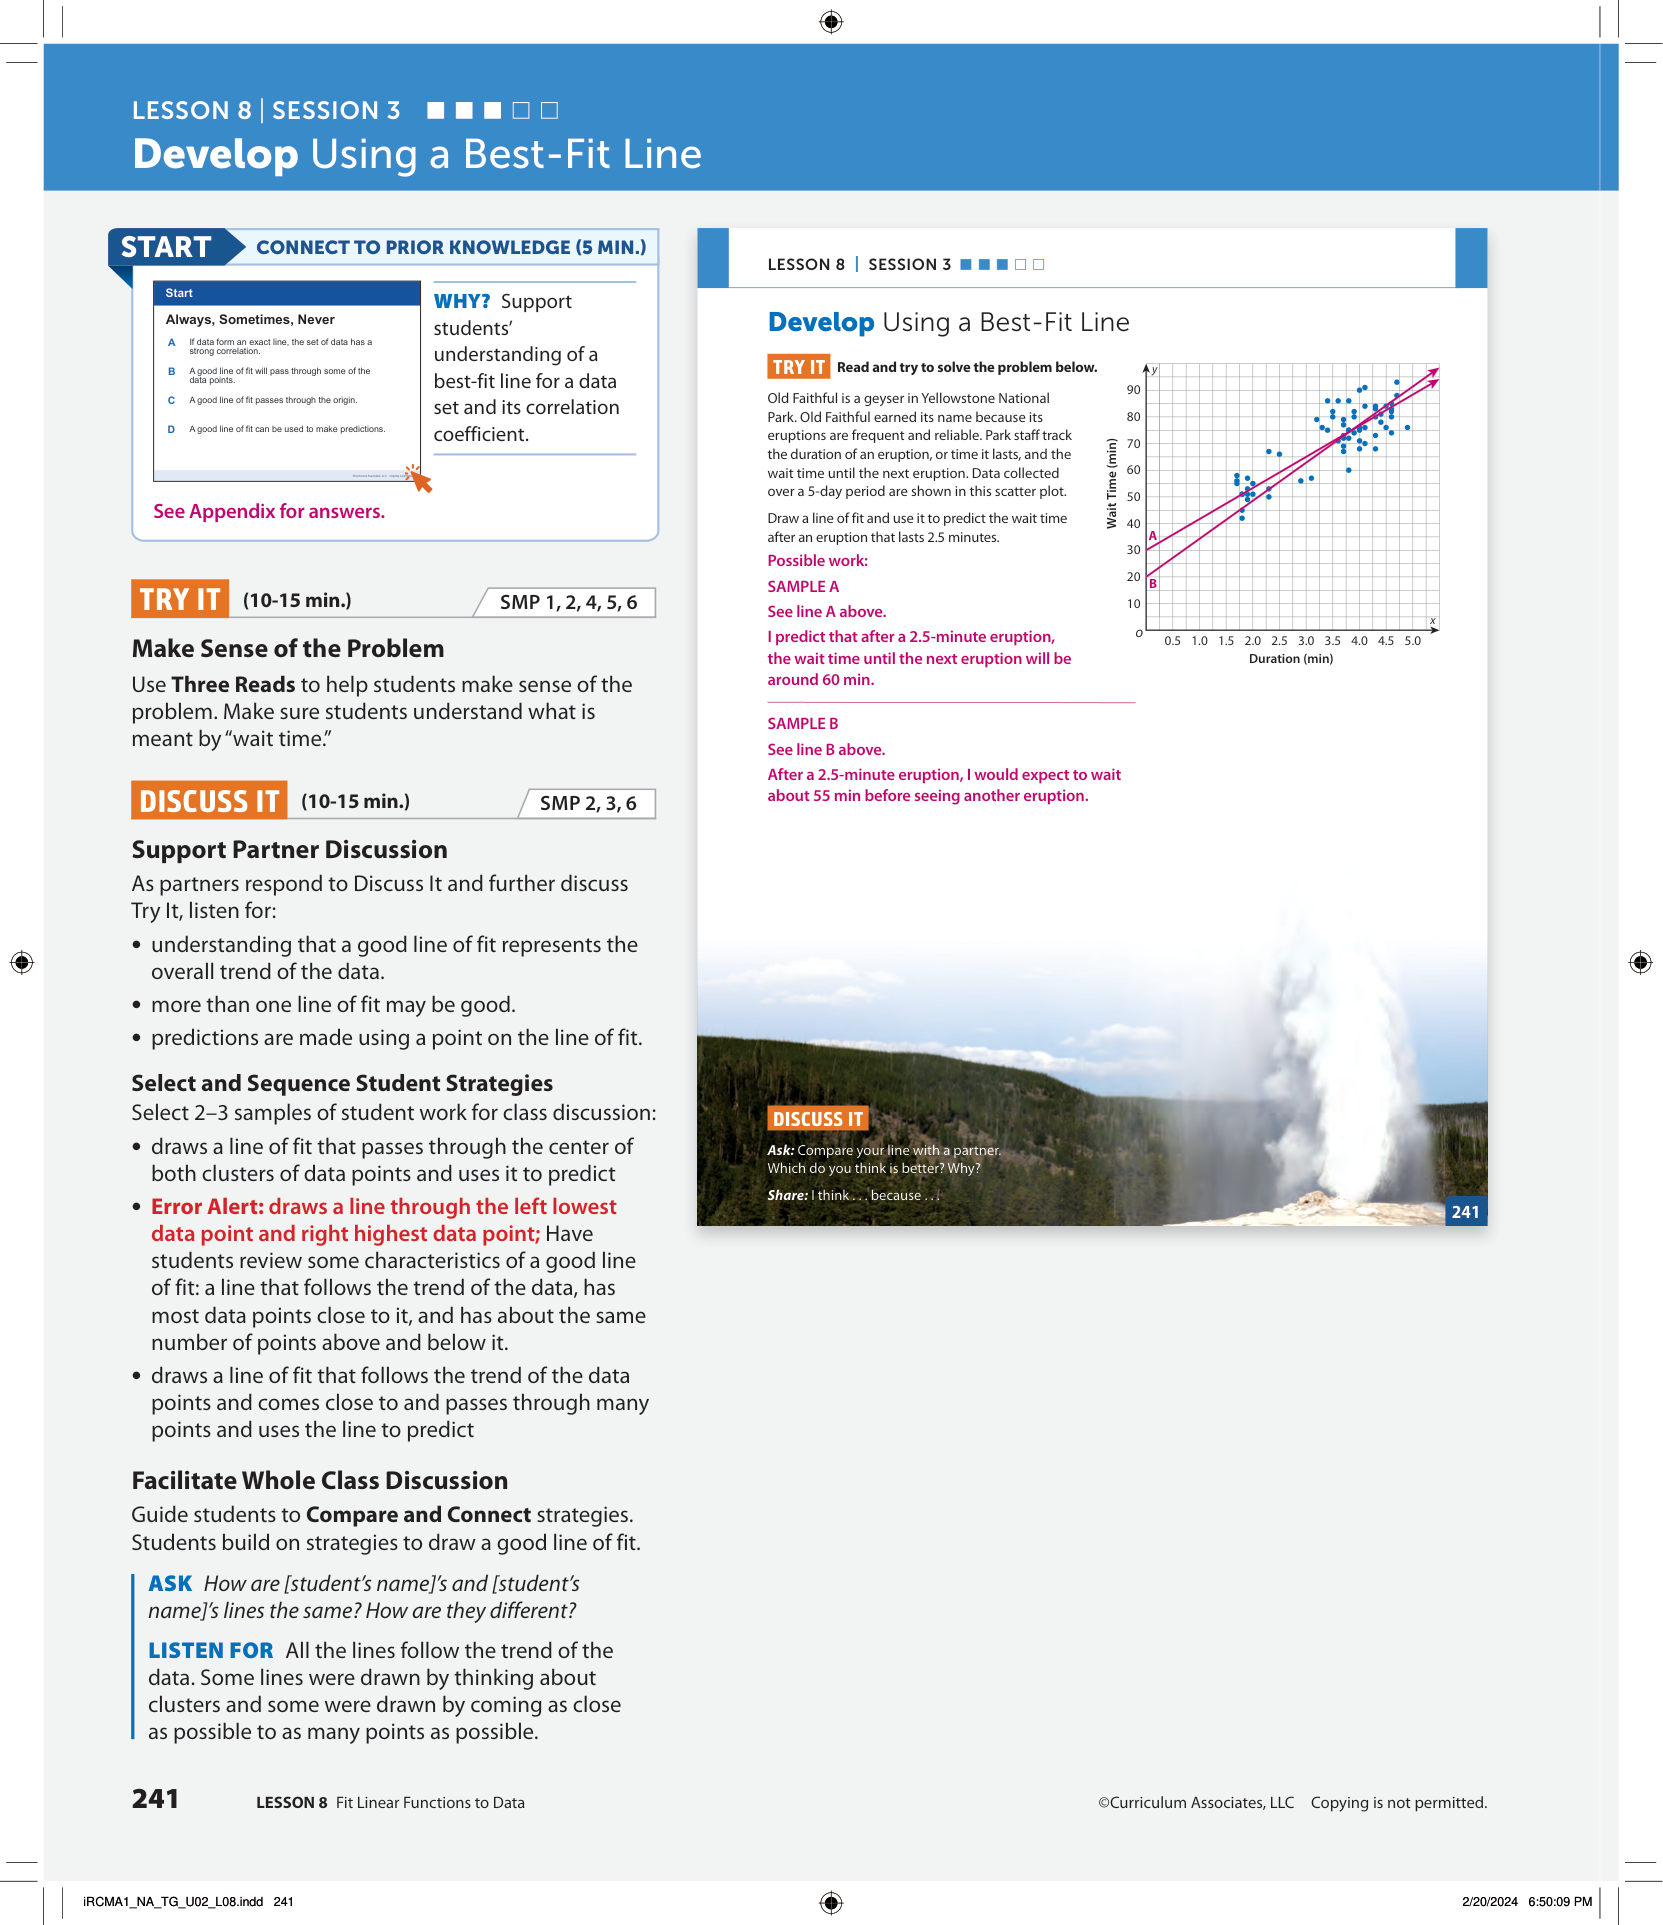 LESSON 8 | SESSION 3
Develop Using a Best-Fit Line
START
CONNECT TO PRIOR KNOWLEDGE (5 MIN.)
Start
Always, Sometimes, Never
A If data form an exact line, the set of data has a
strong correlation.
B A good line of fit will pass through some of the
data points.
C A good line of fit passes through the origin.
D A good line of fit can be used to make predictions.
WHY? Support
students’
understanding of a
best-fit line for a data
set and its correlation
coefficient.
See Appendix for answers.
TRY IT (10-15 min.)
SMP 1, 2, 4, 5, 6
Make Sense of the Problem
Use Three Reads to help students make sense of the
problem. Make sure students understand what is
meant by “wait time.”
DISCUSS IT (10-15 min.)
SMP 2, 3, 6
Support Partner Discussion
As partners respond to Discuss It and further discuss
Try It, listen for:
• understanding that a good line of fit represents the
overall trend of the data.
• more than one line of fit may be good.
• predictions are made using a point on the line of fit.
Select and Sequence Student Strategies
Select 2–3 samples of student work for class discussion:
• draws a line of fit that passes through the center of
both clusters of data points and uses it to predict
• Error Alert: draws a line through the left lowest
data point and right highest data point; Have
students review some characteristics of a good line
of fit: a line that follows the trend of the data, has
most data points close to it, and has about the same
number of points above and below it.
• draws a line of fit that follows the trend of the data
points and comes close to and passes through many
points and uses the line to predict
Facilitate Whole Class Discussion
Guide students to Compare and Connect strategies.
Students build on strategies to draw a good line of fit.
ASK How are [student’s name]’s and [student’s
name]’s lines the same? How are they different?
LISTEN FOR All the lines follow the trend of the
data. Some lines were drawn by thinking about
clusters and some were drawn by coming as close
as possible to as many points as possible.
LESSON 8 | SESSION 3
Develop Using a Best-Fit Line
TRY IT Read and try to solve the problem below.
Old Faithful is a geyser in Yellowstone National
Park. Old Faithful earned its name because its
eruptions are frequent and reliable. Park staff track
the duration of an eruption, or time it lasts, and the
wait time until the next eruption. Data collected
over a 5-day period are shown in this scatter plot.
Draw a line of fit and use it to predict the wait time
after an eruption that lasts 2.5 minutes.
Possible work:
SAMPLE A
See line A above.
I predict that after a 2.5-minute eruption,
the wait time until the next eruption will be
around 60 min.
SAMPLE B
See line B above.
After a 2.5-minute eruption, I would expect to wait
about 55 min before seeing another eruption.
y
90
80
70
60
50
40
30
20
10
Wait Time (min)
A
B
O
x
0.5 1.0 1.5 2.0 2.5 3.0 3.5 4.0 4.5 5.0
Duration (min)
DISCUSS IT
Ask: Compare your line with a partner.
Which do you think is better? Why?
Share: I think . . . because . . .
241
241
LESSON 8 Fit Linear Functions to Data
©Curriculum Associates, LLC Copying is not permitted.
iRCMA1_NA_TG_U02_L08.indd 241
2/20/2024 6:50:09 PM